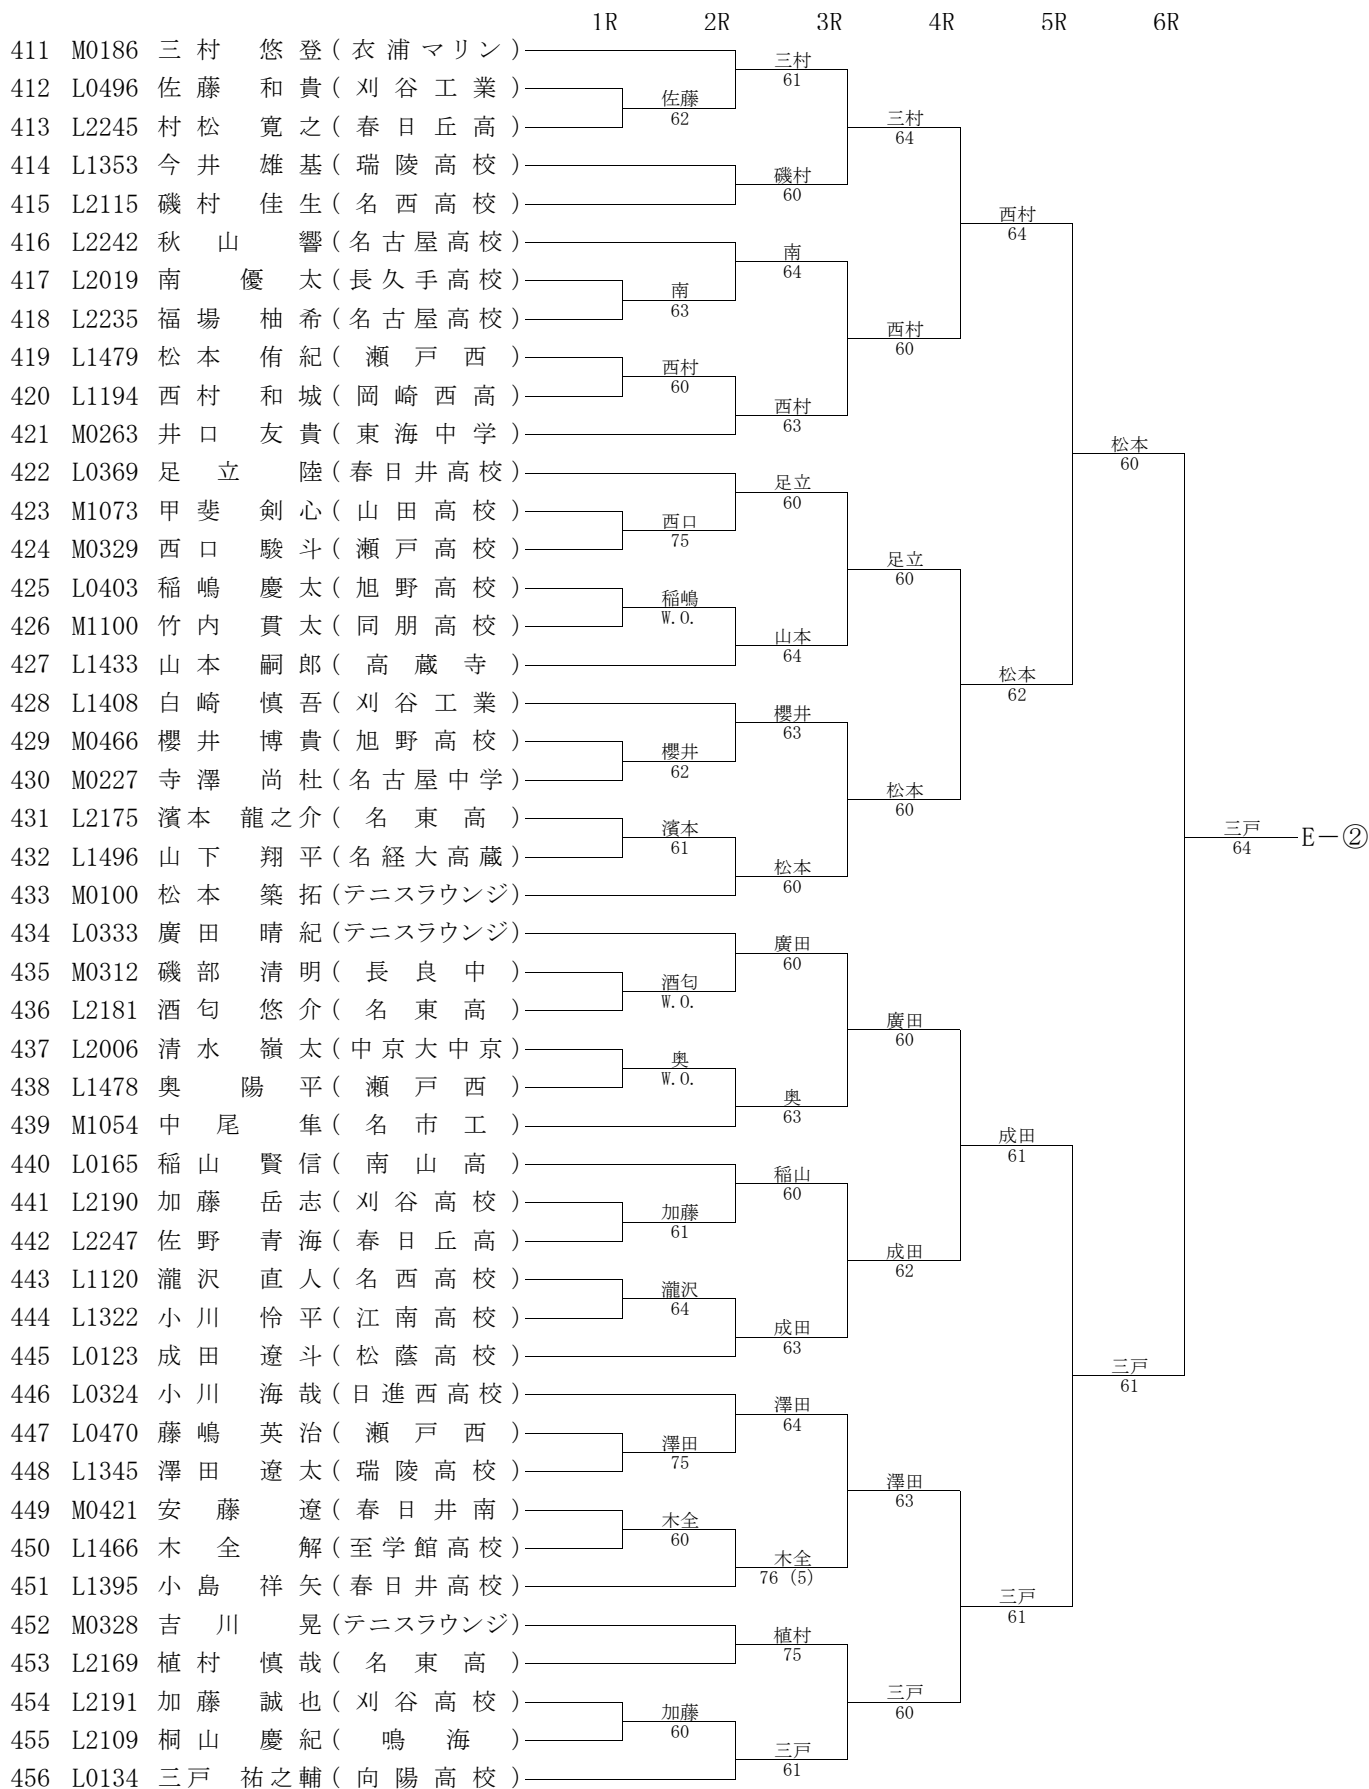 1R 2R 3R 4R 5R 6R
411 M0186 三村 悠登(衣浦マリン)
三村
61
412 L0496 佐藤 和貴(刈谷工業)
佐藤
62
413 L2245 村松 寛之(春日丘高)
三村
64
414 L1353 今井 雄基(瑞陵高校)
磯村
60
415 L2115 磯村 佳生(名西高校)
西村
64
416 L2242 秋山 響(名古屋高校)
南
64
417 L2019 南 優太(長久手高校)
南
63
418 L2235 福場 柚希(名古屋高校)
西村
60
419 L1479 松本 侑紀(瀬戸西)
西村
60
420 L1194 西村 和城(岡崎西高)
西村
63
421 M0263 井口 友貴(東海中学)
松本
60
422 L0369 足立 陸(春日井高校)
足立
60
423 M1073 甲斐 剣心(山田高校)
西口
75
424 M0329 西口 駿斗(瀬戸高校)
足立
60
425 L0403 稲嶋 慶太(旭野高校)
稲嶋
W.O.
426 M1100 竹内 貫太(同朋高校)
山本
64
427 L1433 山本 嗣郎(高蔵寺)
松本
62
428 L1408 白崎 慎吾(刈谷工業)
櫻井
63
429 M0466 櫻井 博貴(旭野高校)
櫻井
62
430 M0227 寺澤 尚杜(名古屋中学)
松本
60
431 L2175 濱本 龍之介(名東高)
濱本
61
三戸
64
E－②
432 L1496 山下 翔平(名経大高蔵)
松本
60
433 M0100 松本 築拓(テニスラウンジ)
434 L0333 廣田 晴紀(テニスラウンジ)
廣田
60
435 M0312 磯部 清明(長良中)
酒匂
W.O.
436 L2181 酒匂 悠介(名東高)
廣田
60
437 L2006 清水 嶺太(中京大中京)
奥
W.O.
438 L1478 奥 陽平(瀬戸西)
奥
63
439 M1054 中尾 隼(名市工)
成田
61
440 L0165 稲山 賢信(南山高)
稲山
60
441 L2190 加藤 岳志(刈谷高校)
加藤
61
442 L2247 佐野 青海(春日丘高)
成田
62
443 L1120 瀧沢 直人(名西高校)
瀧沢
64
444 L1322 小川 怜平(江南高校)
成田
63
445 L0123 成田 遼斗(松蔭高校)
三戸
61
446 L0324 小川 海哉(日進西高校)
澤田
64
447 L0470 藤嶋 英治(瀬戸西)
澤田
75
448 L1345 澤田 遼太(瑞陵高校)
澤田
63
449 M0421 安藤 遼(春日井南)
木全
60
450 L1466 木全 解(至学館高校)
木全
76 (5)
451 L1395 小島 祥矢(春日井高校)
三戸
61
452 M0328 吉川 晃(テニスラウンジ)
植村
75
453 L2169 植村 慎哉(名東高)
454 L2191 加藤 誠也(刈谷高校)
三戸
60
加藤
60
455 L2109 桐山 慶紀(鳴海)
三戸
61
456 L0134 三戸 祐之輔(向陽高校)